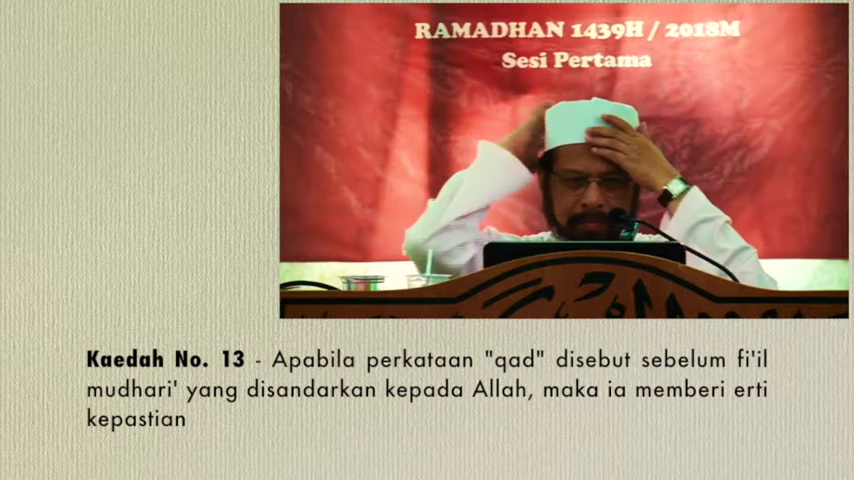 RAMADHAN 1439H / 2018M
Sesi Pertama
Kaedah No. 13 - Apabila perkataan "qad" disebut sebelum fi'il
mudhari' yang disandarkan kepada Allah, maka ia memberi erti
kepastian